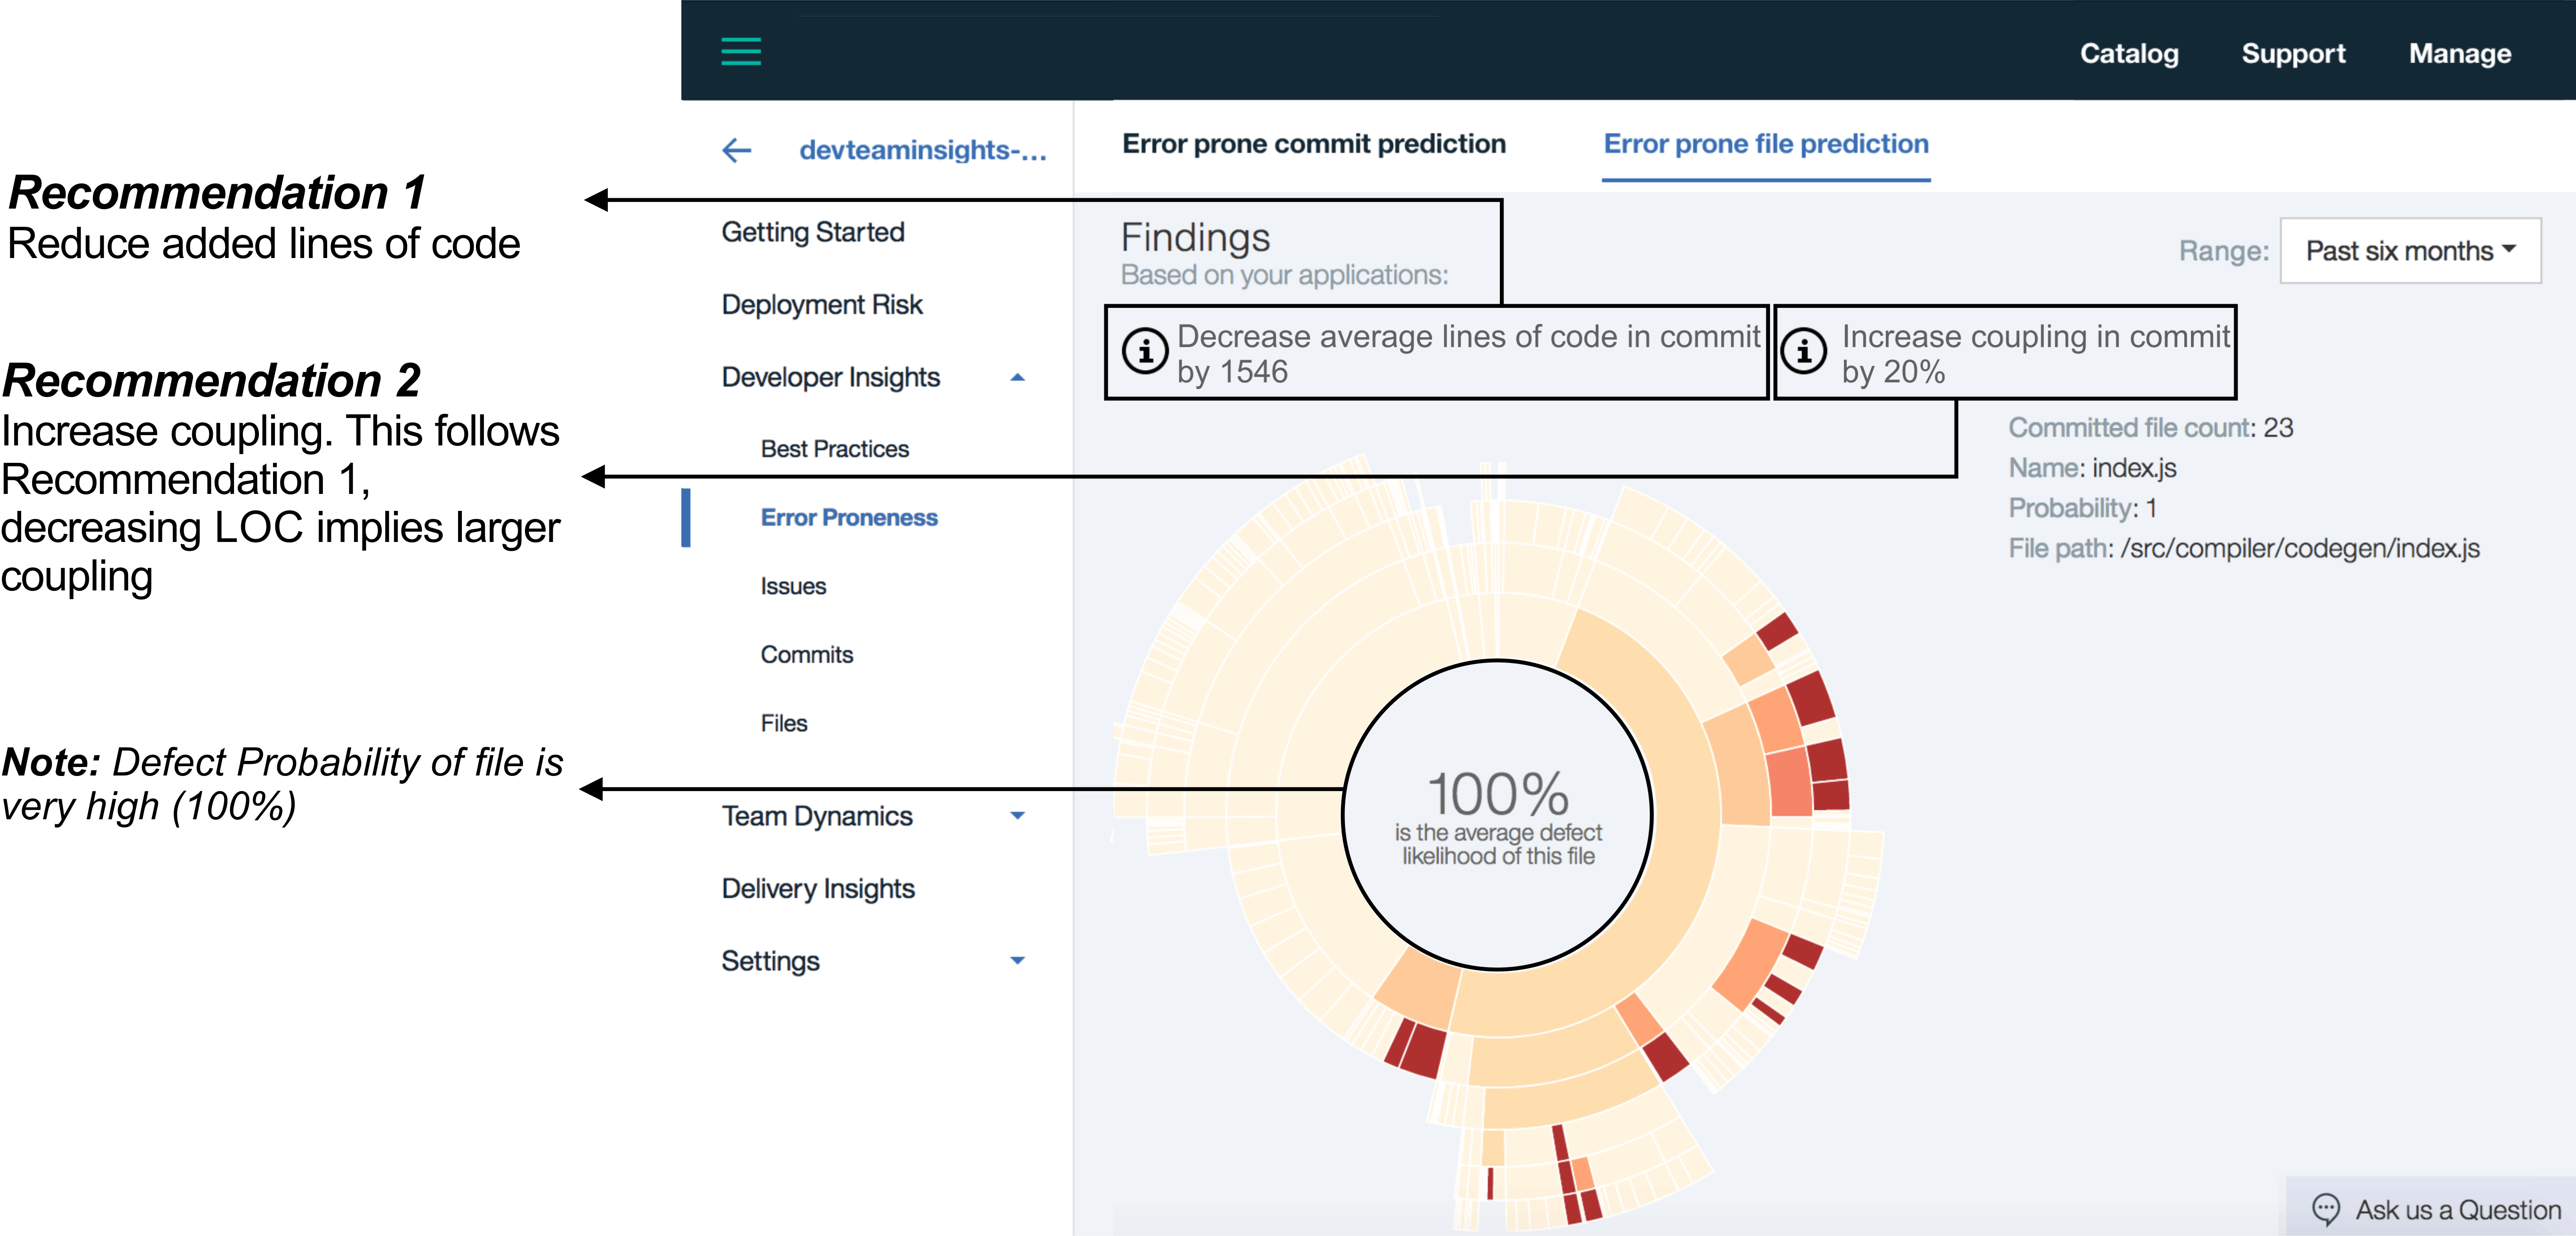 Catalog Support Manage
devteaminsights-...
Error prone commit prediction Error prone file prediction
Recommendation 1
Reduce added lines of code
Recommendation 2
Increase coupling. This follows
Recommendation 1,
decreasing LOC implies larger
coupling
Note: Defect Probability of file is
very high (100%)
Getting Started
Deployment Risk
Developer Insights
Best Practices
Error Proneness
Issues
Commits
Files
Team Dynamics
Delivery Insights
Settings
Findings
Based on your applications:
Range: Past six months
Decrease average lines of code in commit
by 1546
Increase coupling in commit
by 20%
Committed file count: 23
Name: index.js
Probability: 1
File path: /src/compiler/codegen/index.js
100%
is the average defect
likelihood of this file
Ask us a Question